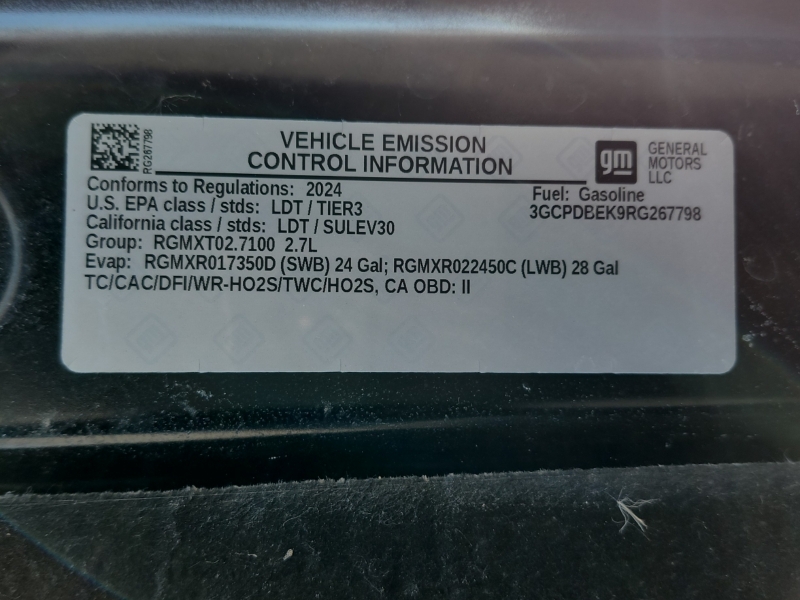 RG267798
VEHICLE EMISSION
CONTROL INFORMATION
gm
GENERAL
MOTORS
LLC
Conforms to Regulations: 2024
Fuel: Gasoline
U.S. EPA class / stds: LDT / TIER3
3GCPDBEK9RG267798
California class / stds: LDT / SULEV30
Group: RGMXT02.7100 2.7L
Evap: RGMXR017350D (SWB) 24 Gal; RGMXR022450C (LWB) 28 Gal
TC/CAC/DFI/WR-HO2S/TWC/HO2S, CA OBD: II